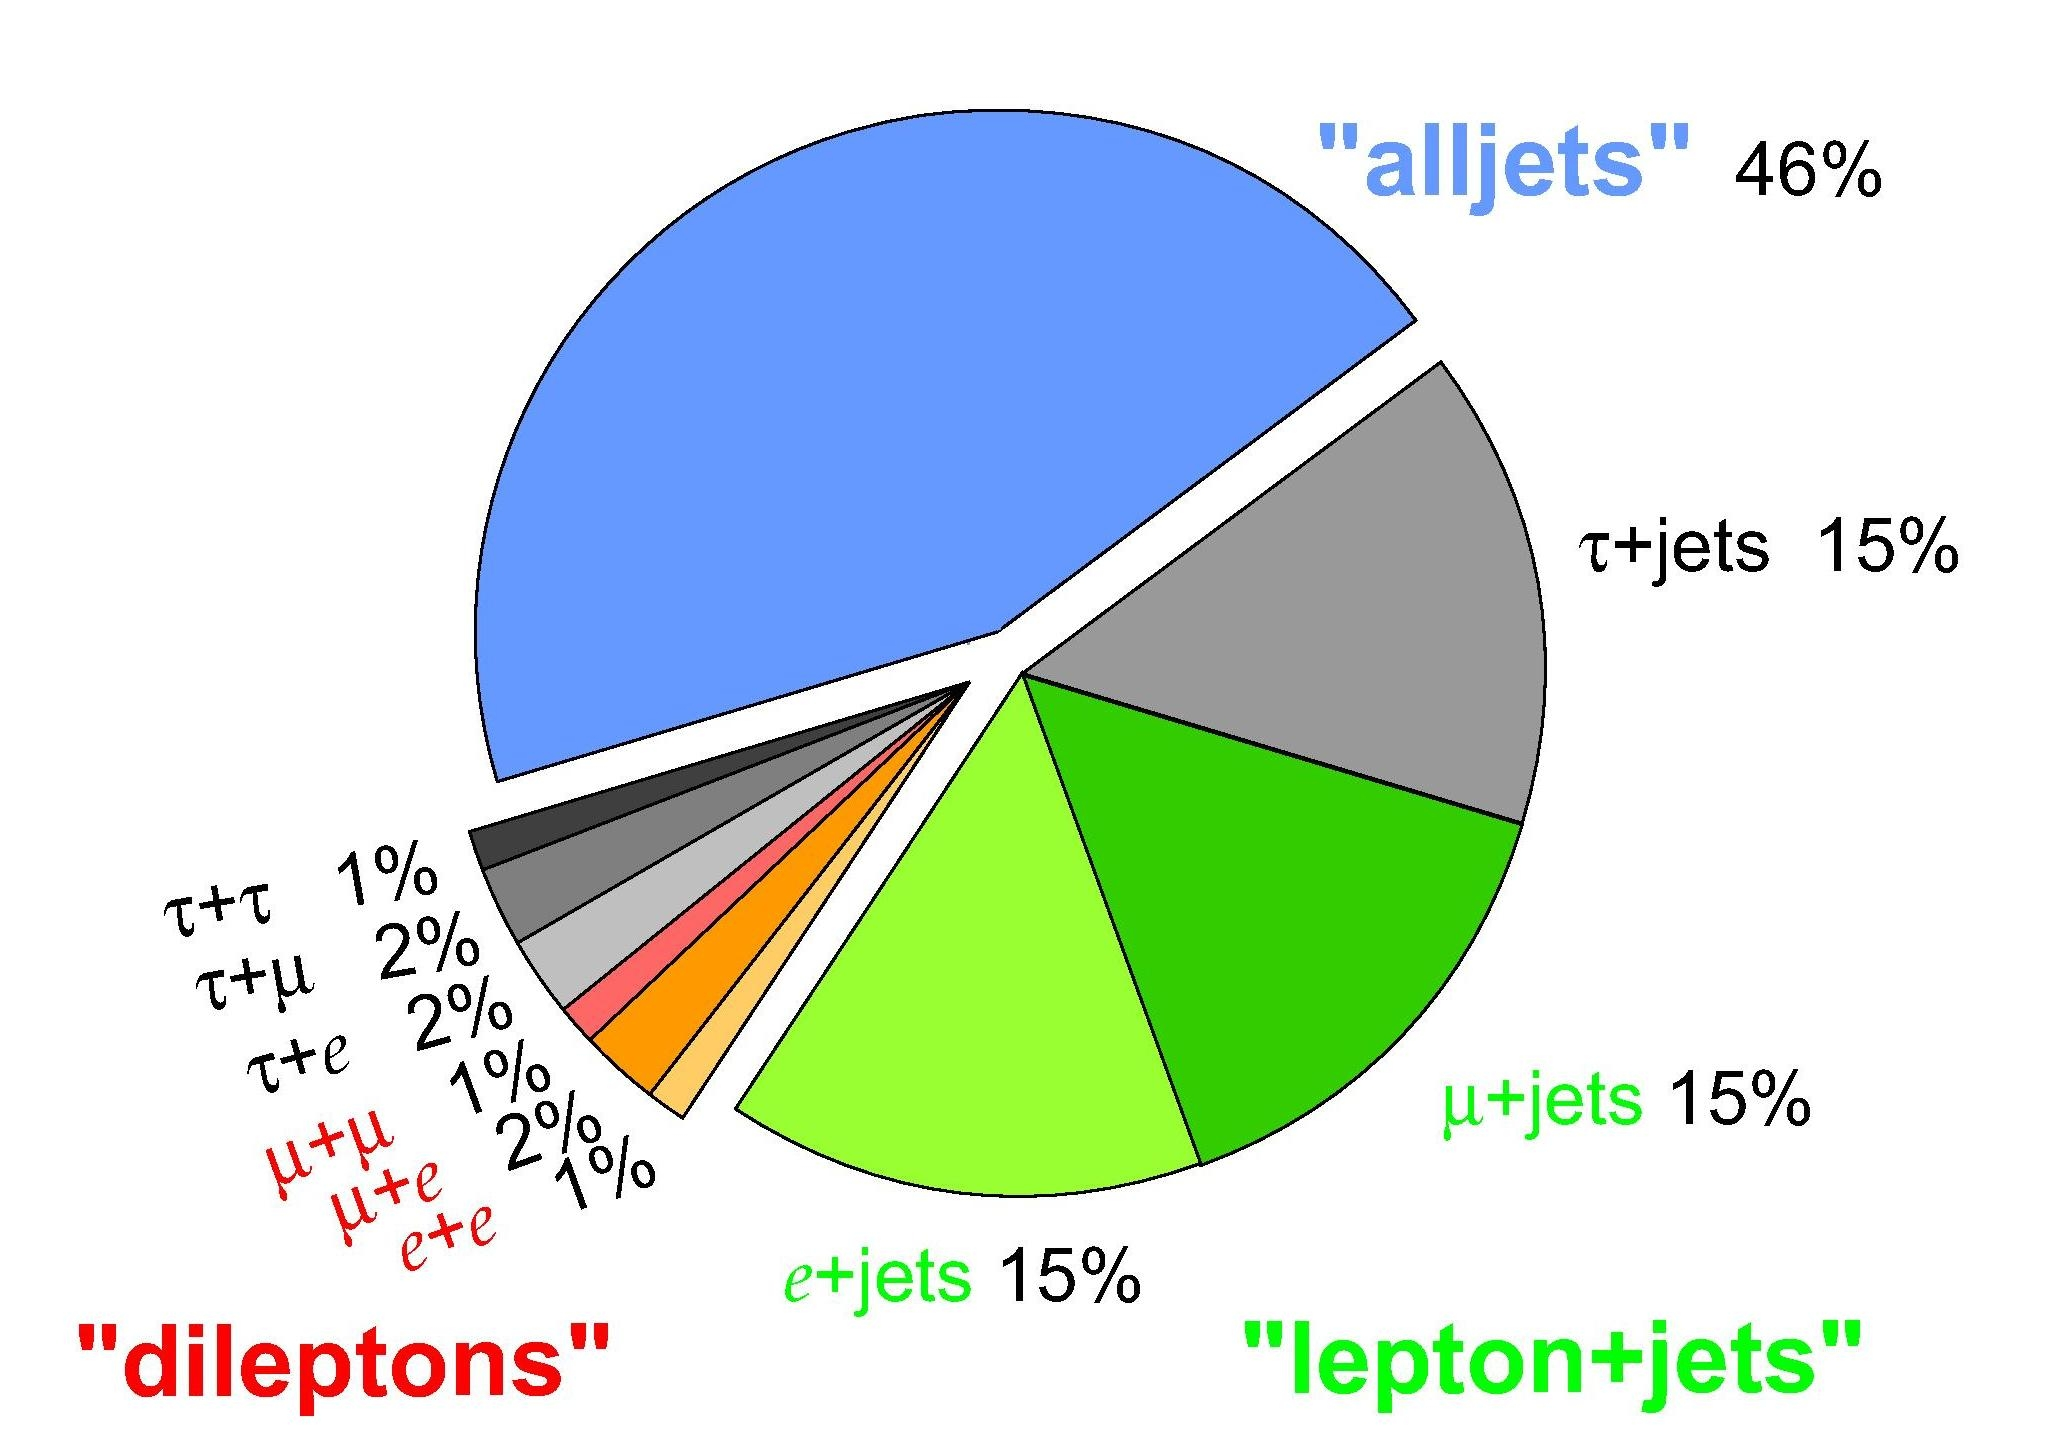 "alljets" 46%
τ+jets 15%
τ+τ 1%
τ+μ 2%
τ+e 2%
μ+μ 1%
μ+e 2%
e+e 1%
μ+jets 15%
e+jets 15%
"dileptons"
"lepton+jets"